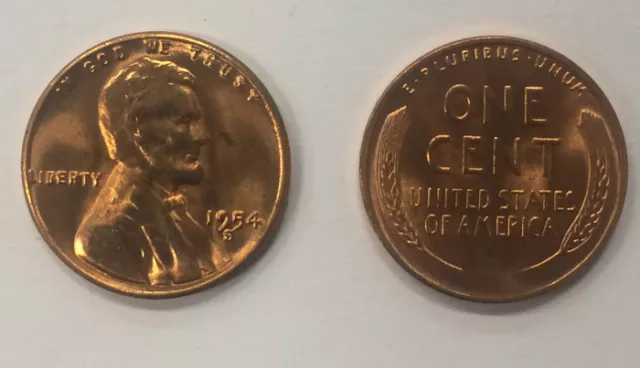 IN GOD WE TRUST
LIBERTY
1954
S
E·PLURIBUS·UNUM
ONE
CENT
UNITED STATES
OF AMERICA